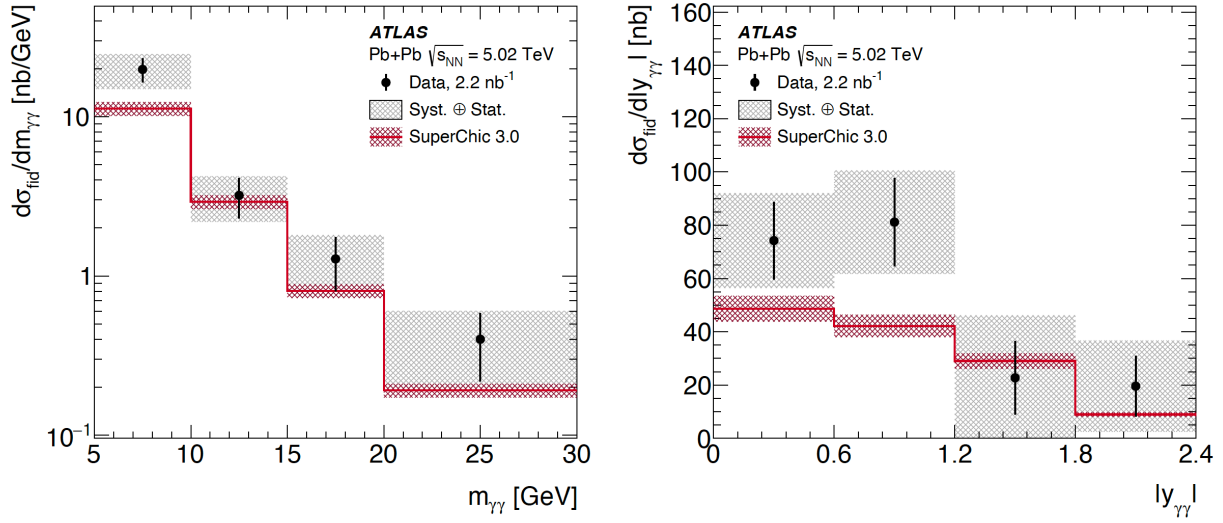 dσfid/dmγγ [nb/GeV]
ATLAS
Pb+Pb √sNN = 5.02 TeV
Data, 2.2 nb-1
Syst. ⊕ Stat.
SuperChic 3.0
10
1
10−1
5 10 15 20 25 30
mγγ [GeV]
dσfid/d|yγγ| [nb]
ATLAS
Pb+Pb √sNN = 5.02 TeV
Data, 2.2 nb-1
Syst. ⊕ Stat.
SuperChic 3.0
160
140
120
100
80
60
40
20
0
0 0.6 1.2 1.8 2.4
|yγγ|